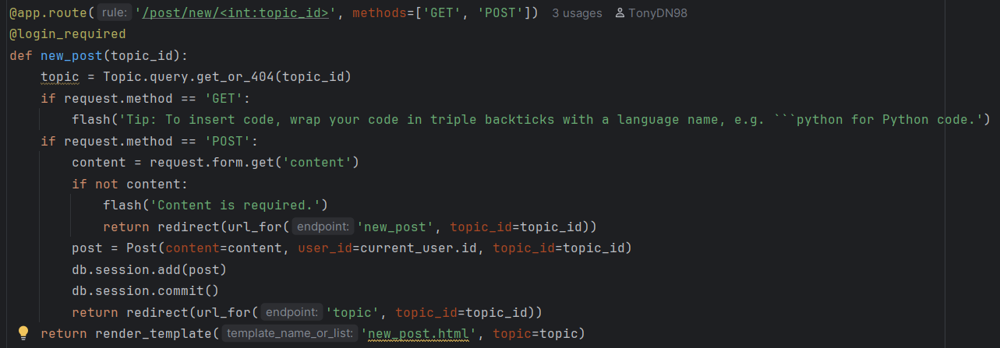 @app.route( rule: '/post/new/<int:topic_id>', methods=['GET', 'POST']) 3 usages TonyDN98
@login_required
def new_post(topic_id):
    topic = Topic.query.get_or_404(topic_id)
    if request.method == 'GET':
        flash('Tip: To insert code, wrap your code in triple backticks with a language name, e.g. ```python for Python code.')
    if request.method == 'POST':
        content = request.form.get('content')
        if not content:
            flash('Content is required.')
            return redirect(url_for( endpoint: 'new_post', topic_id=topic_id))
        post = Post(content=content, user_id=current_user.id, topic_id=topic_id)
        db.session.add(post)
        db.session.commit()
        return redirect(url_for( endpoint: 'topic', topic_id=topic_id))
    return render_template( template_name_or_list: 'new_post.html', topic=topic)